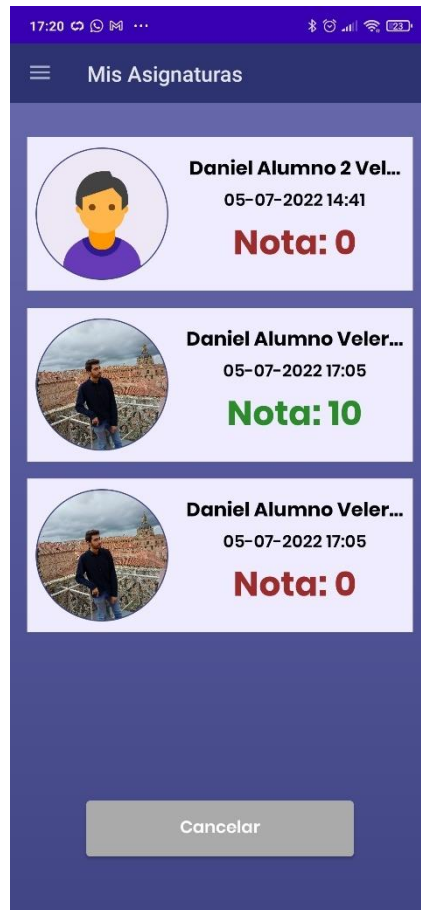 17:20 ...
23
Mis Asignaturas
Daniel Alumno 2 Vel...
05-07-2022 14:41
Nota: 0
Daniel Alumno Veler...
05-07-2022 17:05
Nota: 10
Daniel Alumno Veler...
05-07-2022 17:05
Nota: 0
Cancelar